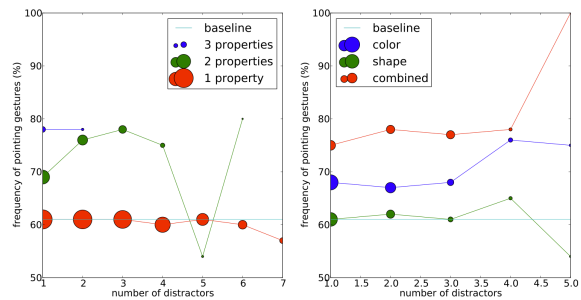 100
90
80
70
60
50
frequency of pointing gestures (%)
baseline
3 properties
2 properties
1 property
1 2 3 4 5 6 7
number of distractors
100
90
80
70
60
50
frequency of pointing gestures (%)
baseline
color
shape
combined
1.0 1.5 2.0 2.5 3.0 3.5 4.0 4.5 5.0
number of distractors